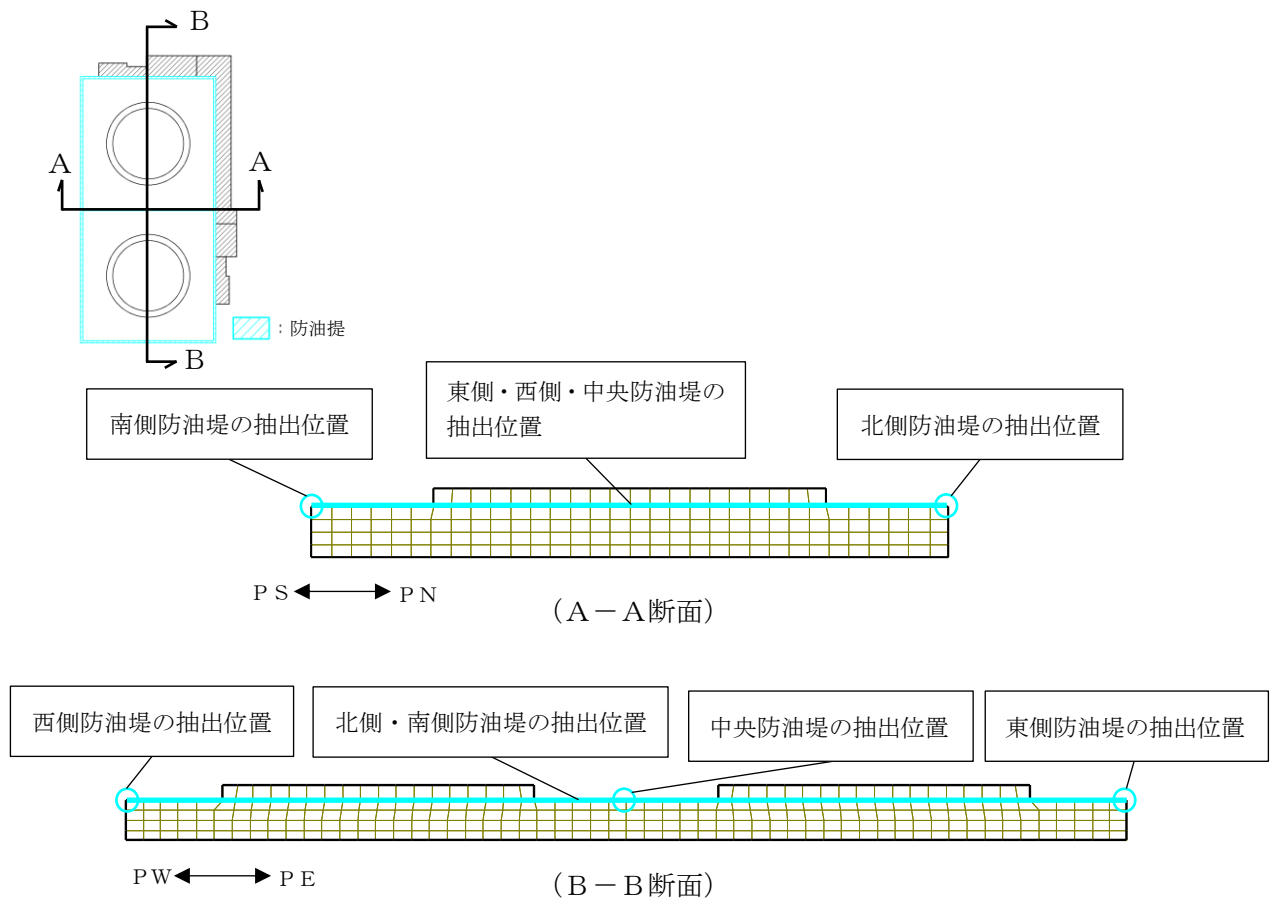 B
A
A
B
：防油提
南側防油堤の抽出位置
東側・西側・中央防油堤の
抽出位置
北側防油堤の抽出位置
ＰＳ
ＰＮ
（Ａ－Ａ断面）
西側防油堤の抽出位置
北側・南側防油堤の抽出位置
中央防油堤の抽出位置
東側防油堤の抽出位置
ＰＷ
ＰＥ
（Ｂ－Ｂ断面）